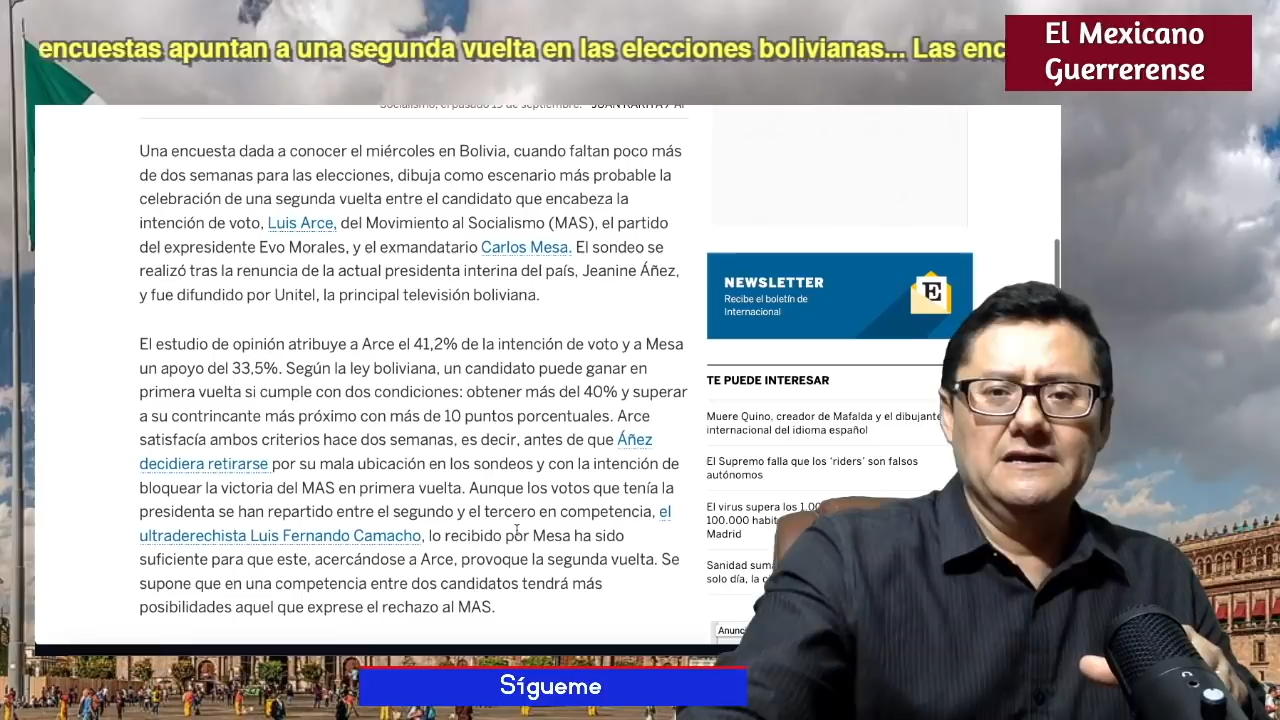 encuestas apuntan a una segunda vuelta en las elecciones bolivianas... Las enc
El Mexicano
Guerrerense
Socialismo, el pasado 19 de septiembre.
Una encuesta dada a conocer el miércoles en Bolivia, cuando faltan poco más
de dos semanas para las elecciones, dibuja como escenario más probable la
celebración de una segunda vuelta entre el candidato que encabeza la
intención de voto, Luis Arce, del Movimiento al Socialismo (MAS), el partido
del expresidente Evo Morales, y el exmandatario Carlos Mesa. El sondeo se
realizó tras la renuncia de la actual presidenta interina del país, Jeanine Áñez,
y fue difundido por Unitel, la principal televisión boliviana.
El estudio de opinión atribuye a Arce el 41,2% de la intención de voto y a Mesa
un apoyo del 33,5%. Según la ley boliviana, un candidato puede ganar en
primera vuelta si cumple con dos condiciones: obtener más del 40% y superar
a su contrincante más próximo con más de 10 puntos porcentuales. Arce
satisfacía ambos criterios hace dos semanas, es decir, antes de que Áñez
decidiera retirarse por su mala ubicación en los sondeos y con la intención de
bloquear la victoria del MAS en primera vuelta. Aunque los votos que tenía la
presidenta se han repartido entre el segundo y el tercero en competencia, el
ultraderechista Luis Fernando Camacho, lo recibido por Mesa ha sido
suficiente para que este, acercándose a Arce, provoque la segunda vuelta. Se
supone que en una competencia entre dos candidatos tendrá más
posibilidades aquel que exprese el rechazo al MAS.
NEWSLETTER
Recibe el boletín de
Internacional
E
TE PUEDE INTERESAR
Muere Quino, creador de Mafalda y el dibujante
internacional del idioma español
El Supremo falla que los ‘riders’ son falsos
autónomos
El virus supera los 1.00
100.000 habit
Madrid
Sanidad suma
solo día, la c
Anunc
Sígueme